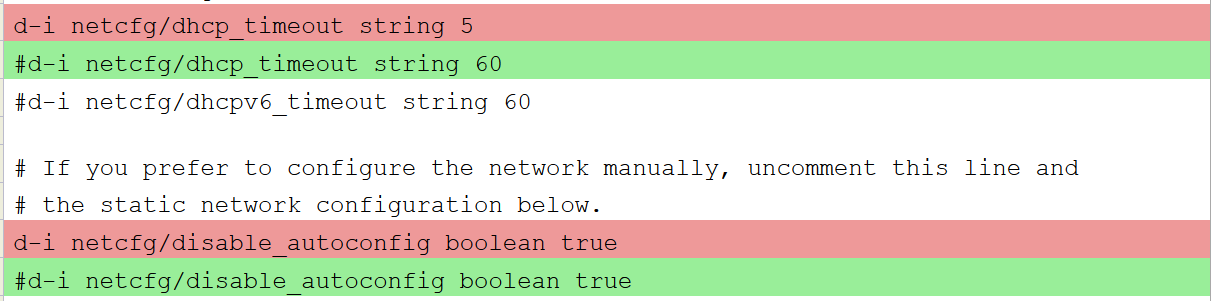 d-i netcfg/dhcp_timeout string 5
#d-i netcfg/dhcp_timeout string 60
#d-i netcfg/dhcpv6_timeout string 60
# If you prefer to configure the network manually, uncomment this line and
# the static network configuration below.
d-i netcfg/disable_autoconfig boolean true
#d-i netcfg/disable_autoconfig boolean true